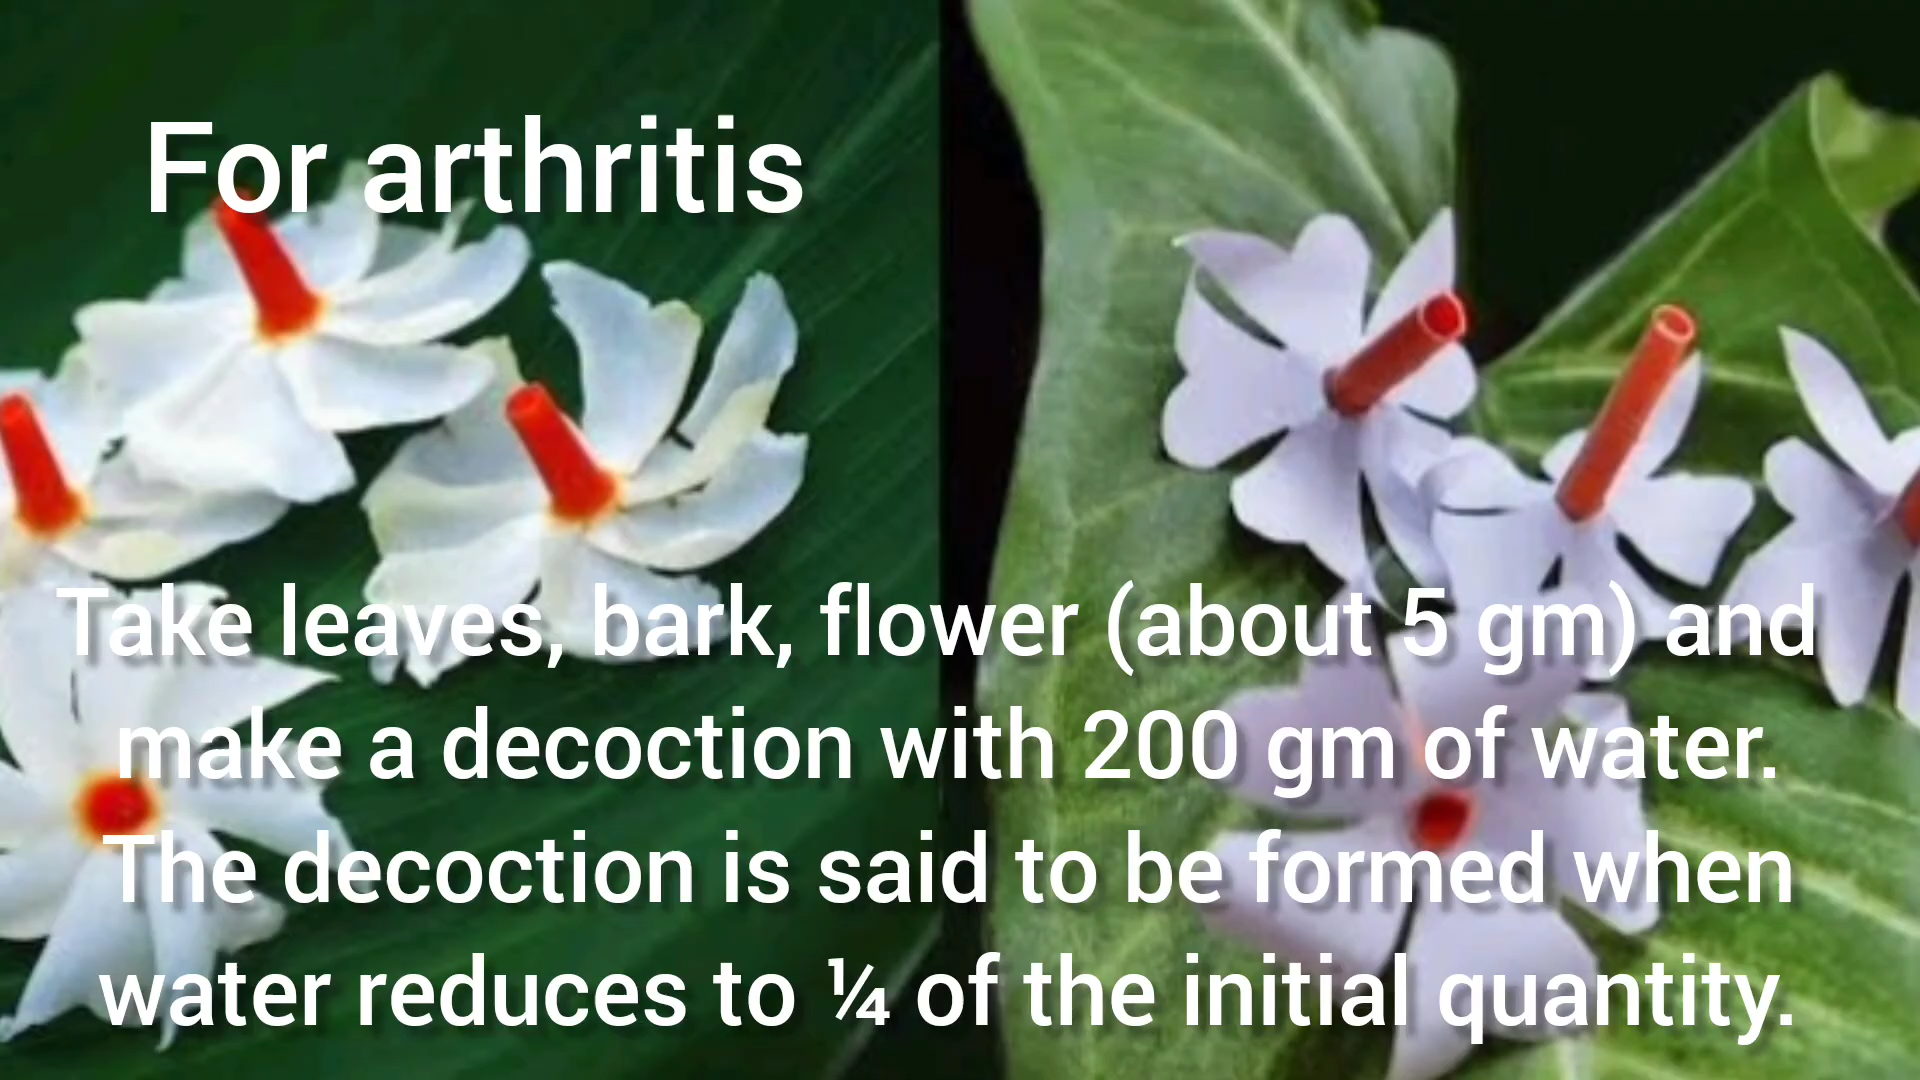 For arthritis
Take leaves, bark, flower (about 5 gm) and
make a decoction with 200 gm of water.
The decoction is said to be formed when
water reduces to ¼ of the initial quantity.